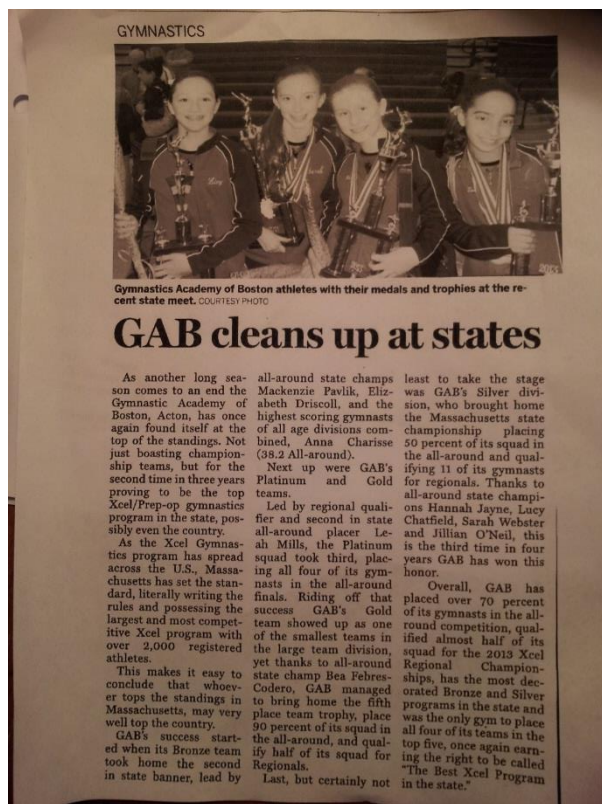 GYMNASTICS
Gymnastics Academy of Boston athletes with their medals and trophies at the re-
cent state meet. COURTESY PHOTO
GAB cleans up at states
As another long sea-
son comes to an end the
Gymnastic Academy of
Boston, Acton, has once
again found itself at the
top of the standings. Not
just boasting champion-
ship teams, but for the
second time in three years
proving to be the top
Xcel/Prep-op gymnastics
program in the state, pos-
sibly even the country.
As the Xcel Gymnas-
tics program has spread
across the U.S., Massa-
chusetts has set the stan-
dard, literally writing the
rules and possessing the
largest and most compet-
itive Xcel program with
over 2,000 registered
athletes.
This makes it easy to
conclude that whoev-
er tops the standings in
Massachusetts, may very
well top the country.
GAB's success start-
ed when its Bronze team
took home the second
in state banner, lead by
all-around state champs
Mackenzie Pavlik, Eliz-
abeth Driscoll, and the
highest scoring gymnasts
of all age divisions com-
bined, Anna Charisse
(38.2 All-around).
Next up were GAB's
Platinum and Gold
teams.
Led by regional quali-
fier and second in state
all-around placer Le-
ah Mills, the Platinum
squad took third, plac-
ing all four of its gym-
nasts in the all-around
finals. Riding off that
success GAB's Gold
team showed up as one
of the smallest teams in
the large team division,
yet thanks to all-around
state champ Bea Febres-
Codero, GAB managed
to bring home the fifth
place team trophy, place
90 percent of its squad in
the all-around, and qual-
ify half of its squad for
Regionals.
Last, but certainly not
least to take the stage
was GAB's Silver divi-
sion, who brought home
the Massachusetts state
championship placing
50 percent of its squad in
the all-around and qual-
ifying 11 of its gymnasts
for regionals. Thanks to
all-around state champi-
ons Hannah Jayne, Lucy
Chatfield, Sarah Webster
and Jillian O'Neil, this
is the third time in four
years GAB has won this
honor.
Overall, GAB has
placed over 70 percent
of its gymnasts in the all-
round competition, qual-
ified almost half of its
squad for the 2013 Xcel
Regional Champion-
ships, has the most dec-
orated Bronze and Silver
programs in the state and
was the only gym to place
all four of its teams in the
top five, once again earn-
ing the right to be called
"The Best Xcel Program
in the state."